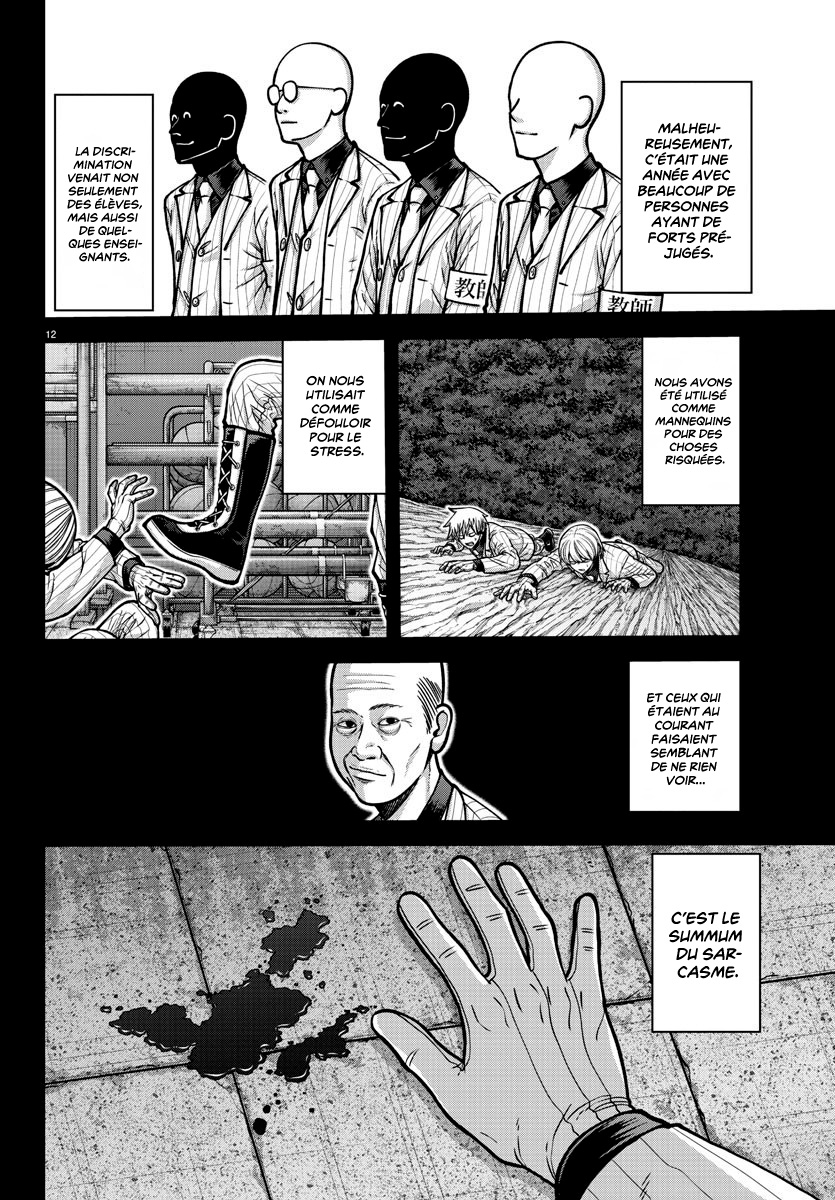 MALHEU-
REUSEMENT,
C'ÉTAIT UNE
ANNÉE AVEC
BEAUCOUP DE
PERSONNES
AYANT DE
FORTS PRÉ-
JUGÉS.
LA DISCRI-
MINATION
VENAIT NON
SEULEMENT
DES ÉLÈVES,
MAIS AUSSI
DE QUEL-
QUES ENSEI-
GNANTS.
教師
教師
12
NOUS AVONS
ÉTÉ UTILISÉ
COMME
MANNEQUINS
POUR DES
CHOSES
RISQUÉES.
ON NOUS
UTILISAIT
COMME
DÉFOULOIR
POUR LE
STRESS.
ET CEUX QUI
ÉTAIENT AU
COURANT
FAISAIENT
SEMBLANT
DE NE RIEN
VOIR...
C'EST LE
SUMMUM
DU SAR-
CASME.